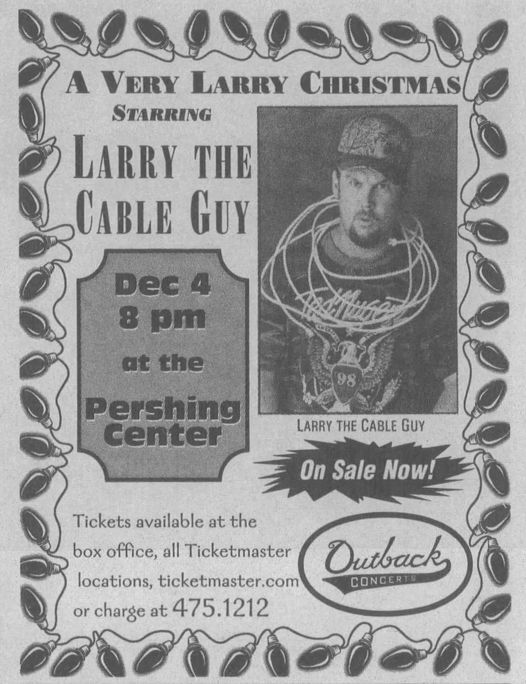 A VERY LARRY CHRISTMAS
STARRING
LARRY THE
CABLE GUY
Dec 4
8 pm
at the
Pershing
Center
98
LARRY THE CABLE GUY
On Sale Now!
Tickets available at the
box office, all Ticketmaster
locations, ticketmaster.com
or charge at 475.1212
Outback
CONCERTS